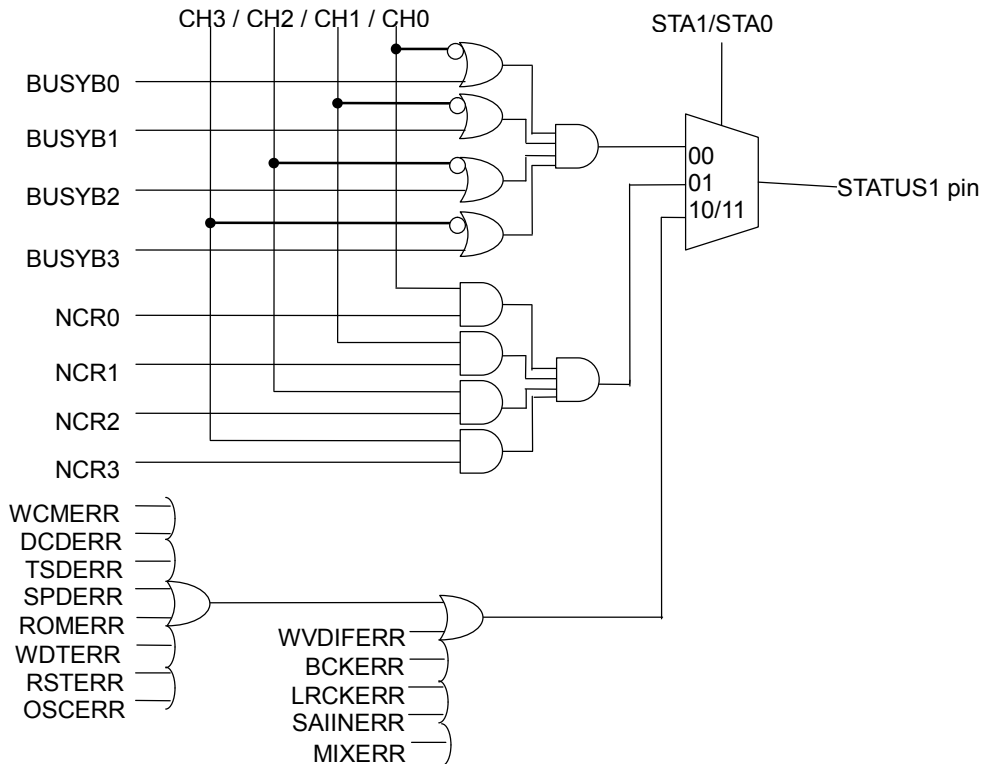 CH3 / CH2 / CH1 / CH0
STA1/STA0
BUSYB0
BUSYB1
BUSYB2
BUSYB3
00
01
10/11
STATUS1 pin
NCR0
NCR1
NCR2
NCR3
WCMERR
DCDERR
TSDERR
SPDERR
ROMERR
WDTERR
RSTERR
OSCERR
WVDIFERR
BCKERR
LRCKERR
SAIINERR
MIXERR